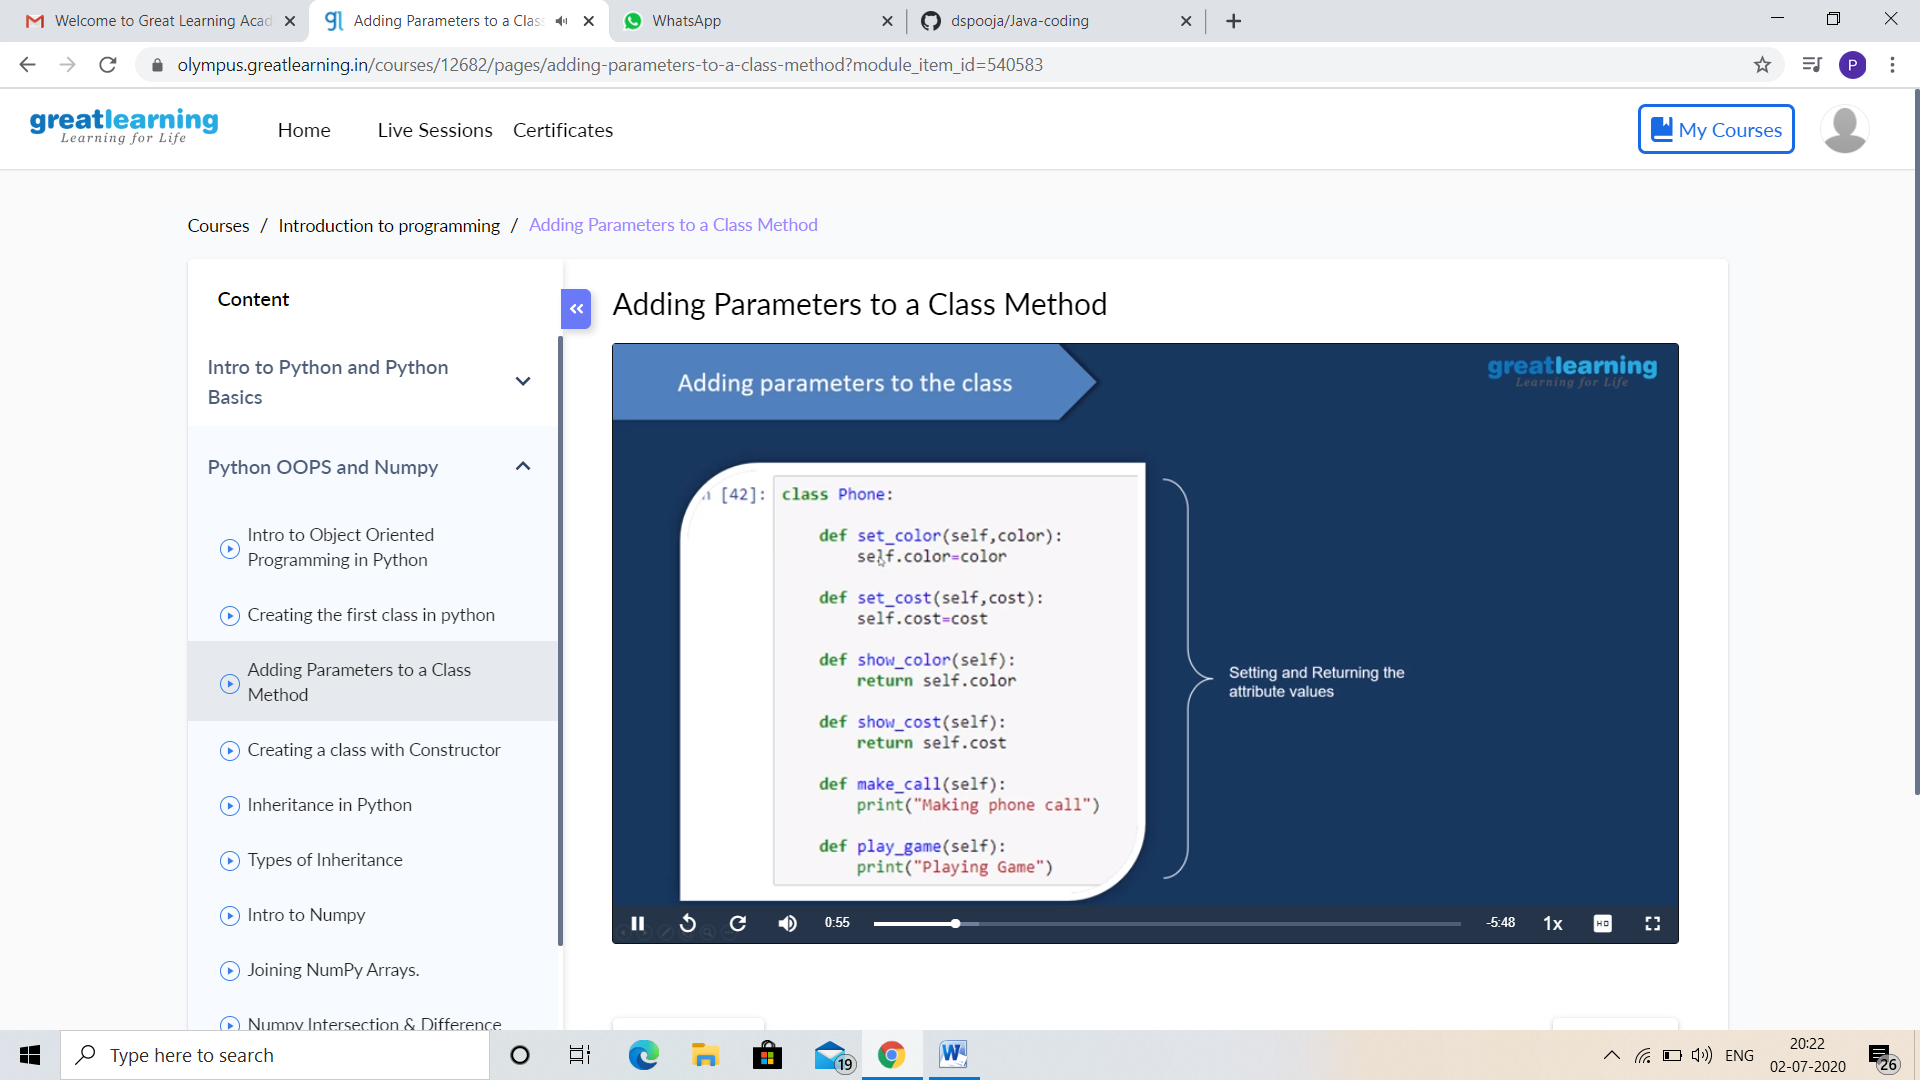 Welcome to Great Learning Acad
Adding Parameters to a Clas
WhatsApp
dspooja/Java-coding
olympus.greatlearning.in/courses/12682/pages/adding-parameters-to-a-class-method?module_item_id=540583
P
greatlearning
Learning for Life
Home
Live Sessions
Certificates
My Courses
Courses / Introduction to programming / Adding Parameters to a Class Method
Content
Intro to Python and Python
Basics
Python OOPS and Numpy
Intro to Object Oriented
Programming in Python
Creating the first class in python
Adding Parameters to a Class
Method
Creating a class with Constructor
Inheritance in Python
Types of Inheritance
Intro to Numpy
Joining NumPy Arrays.
Numpy Intersection & Difference
Adding Parameters to a Class Method
Adding parameters to the class
greatlearning
Learning for Life
n [42]: class Phone:
def set_color(self,color):
self.color=color
def set_cost(self,cost):
self.cost=cost
def show_color(self):
return self.color
def show_cost(self):
return self.cost
def make_call(self):
print("Making phone call")
def play_game(self):
print("Playing Game")
Setting and Returning the
attribute values
0:55
-5:48
1x
HD
Type here to search
19
ENG
20:22
02-07-2020
26